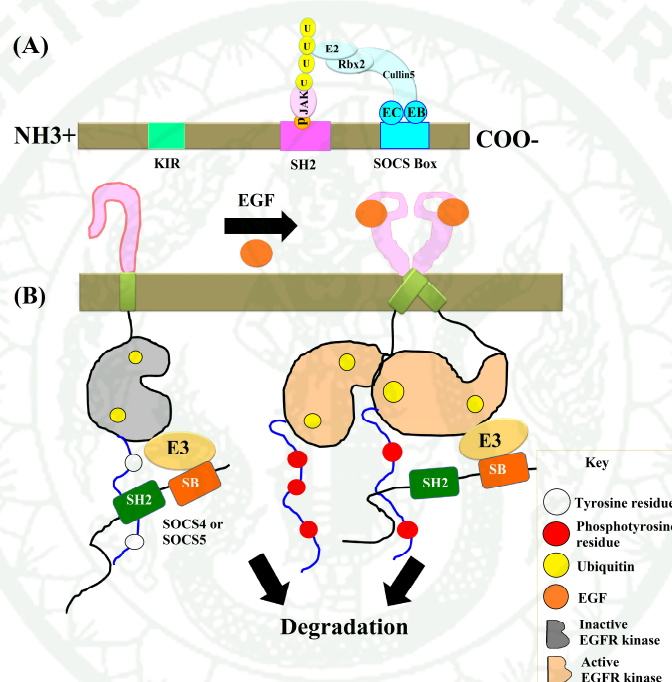 (A)
U
U
U
U
E2
Rbx2
Cullin5
JAK
P
EC EB
NH3+
COO-
KIR
SH2
SOCS Box
EGF
(B)
E3
SB
SH2
SOCS4 or
SOCS5
E3
SB
SH2
Degradation
Key
Tyrosine residue
Phosphotyrosine
residue
Ubiquitin
EGF
Inactive
EGFR kinase
Active
EGFR kinase